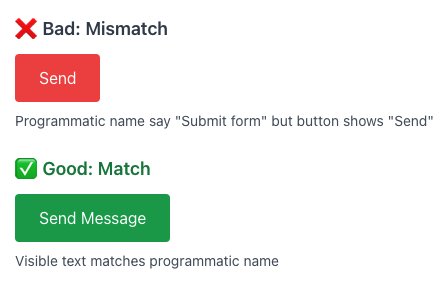 ❌ Bad: Mismatch
Send
Programmatic name say "Submit form" but button shows "Send"
✅ Good: Match
Send Message
Visible text matches programmatic name